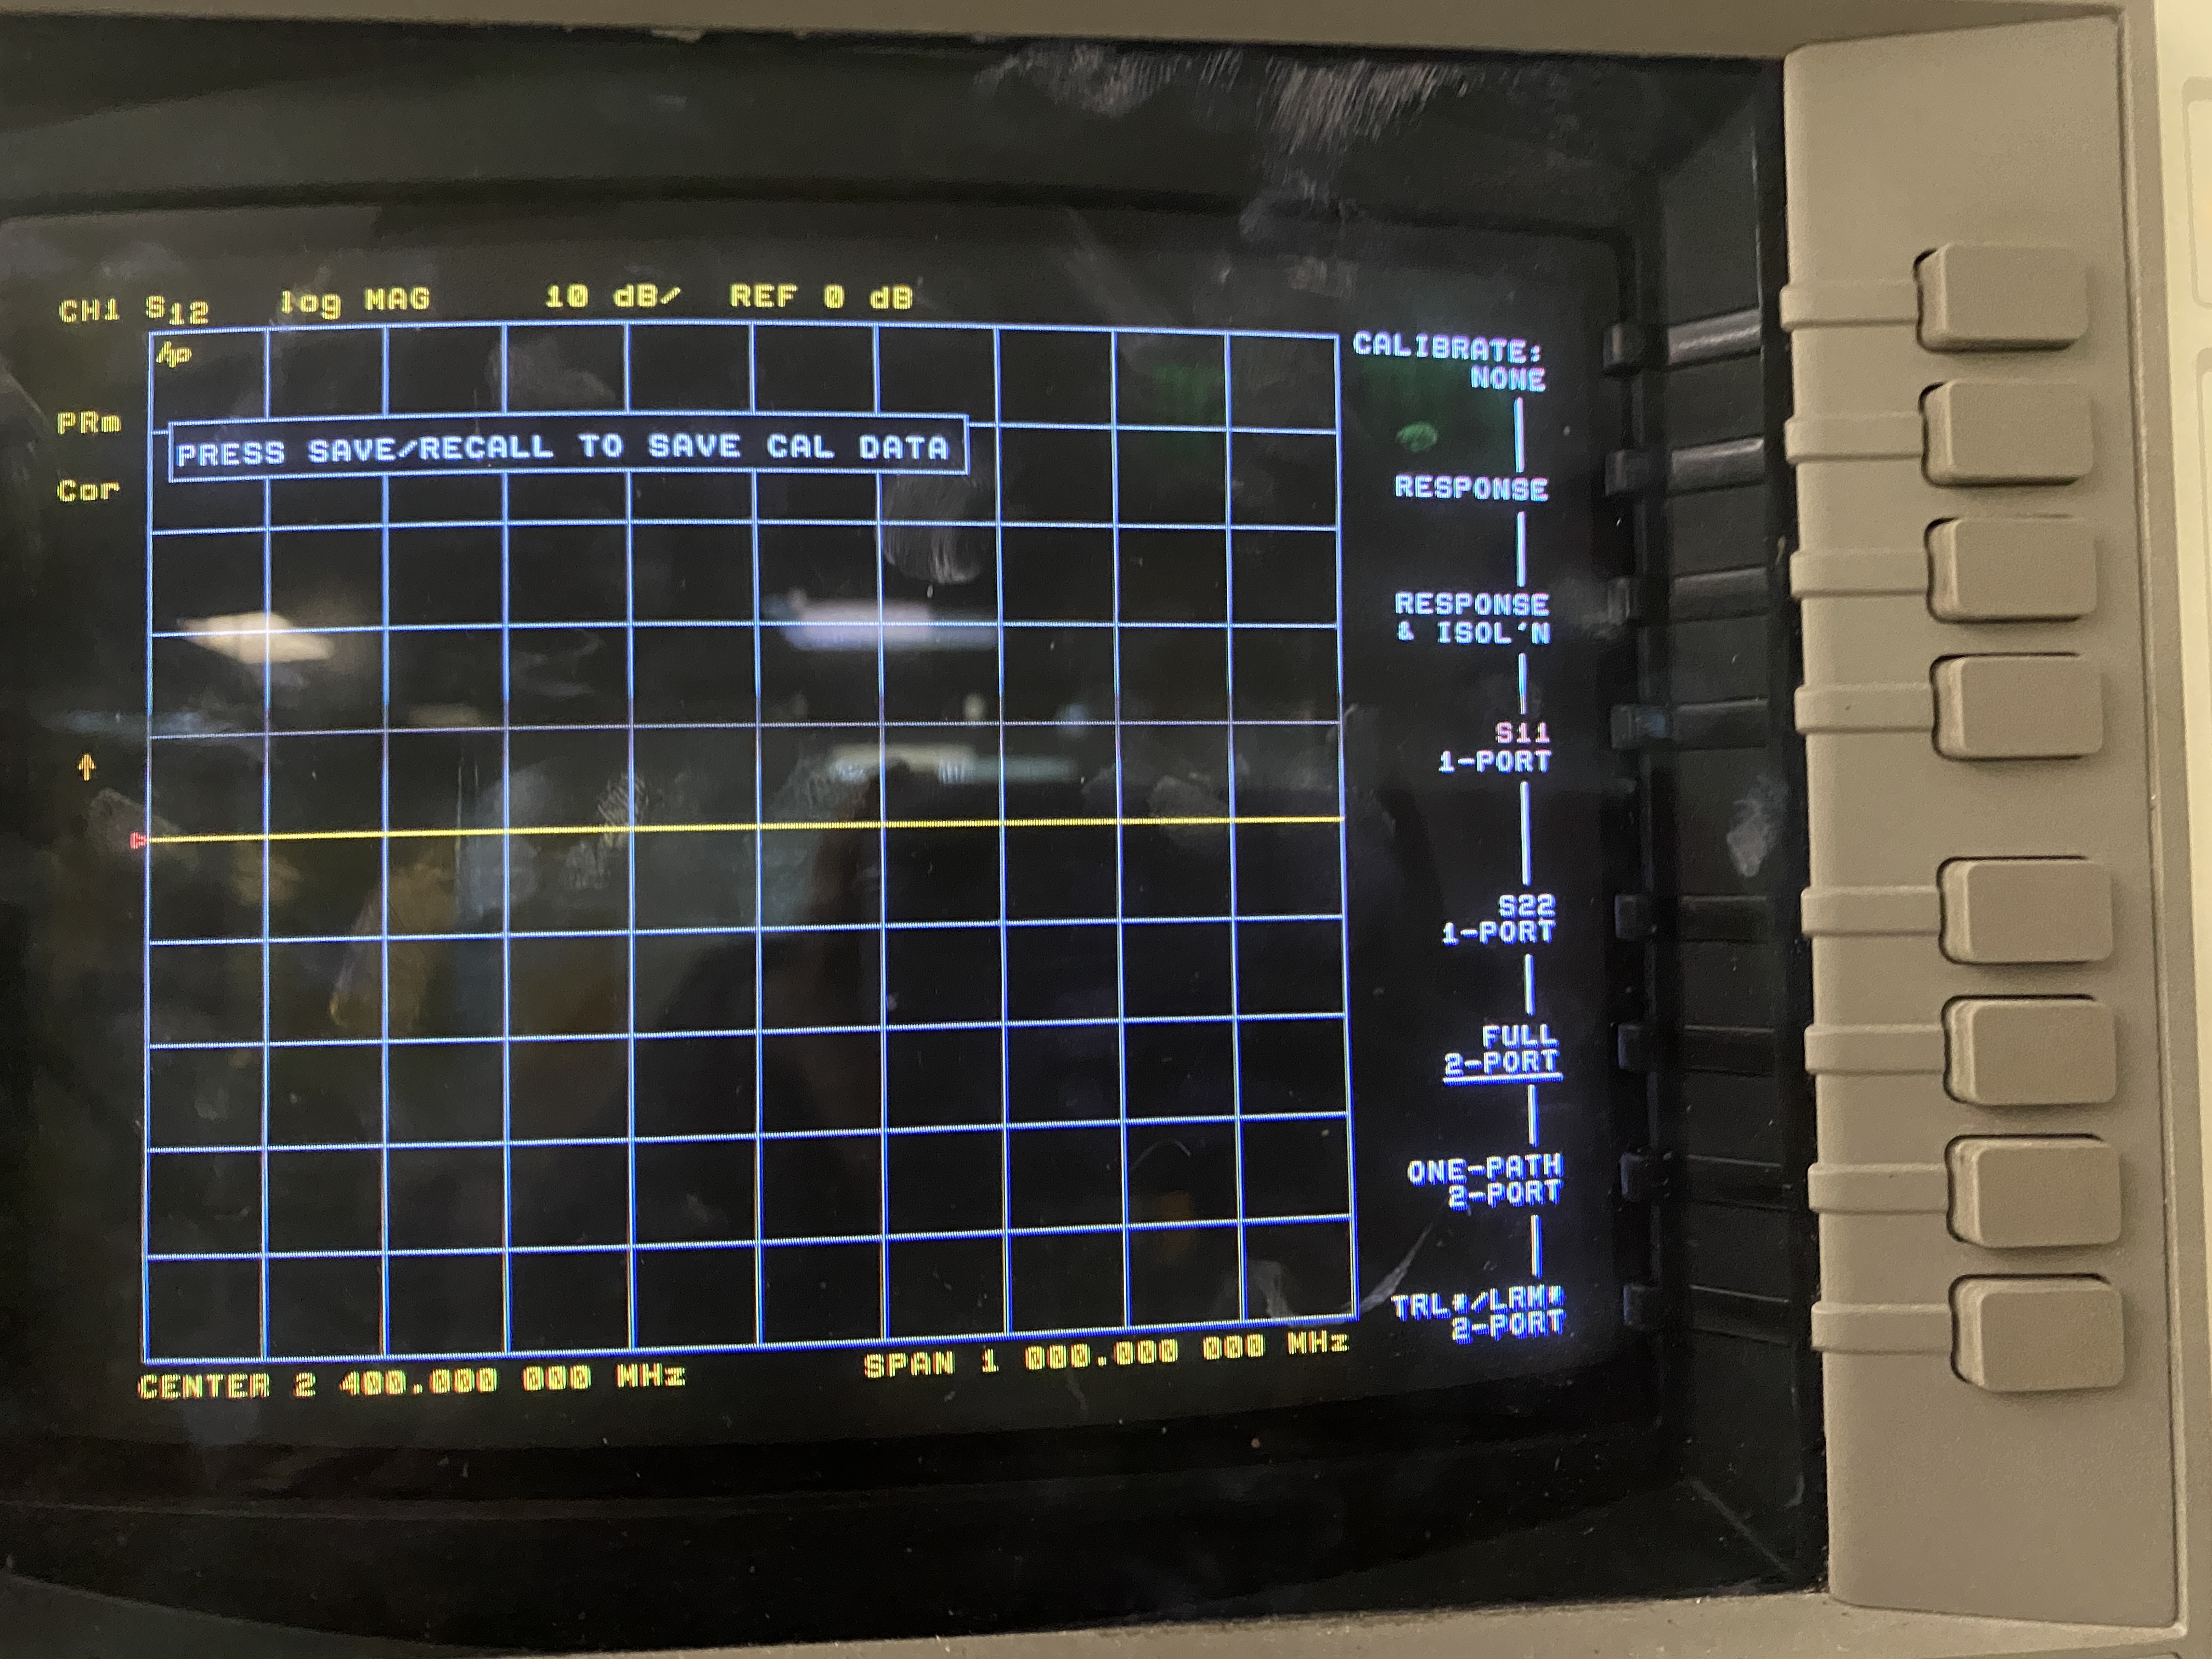 CH1 S12 log MAG 10 dB/ REF 0 dB
hp
PRm
PRESS SAVE/RECALL TO SAVE CAL DATA
Cor
CALIBRATE:
NONE
RESPONSE
RESPONSE
& ISOL'N
S11
1-PORT
S22
1-PORT
FULL
2-PORT
ONE-PATH
2-PORT
TRL*/LRM*
2-PORT
CENTER 2 400.000 000 MHz SPAN 1 000.000 000 MHz